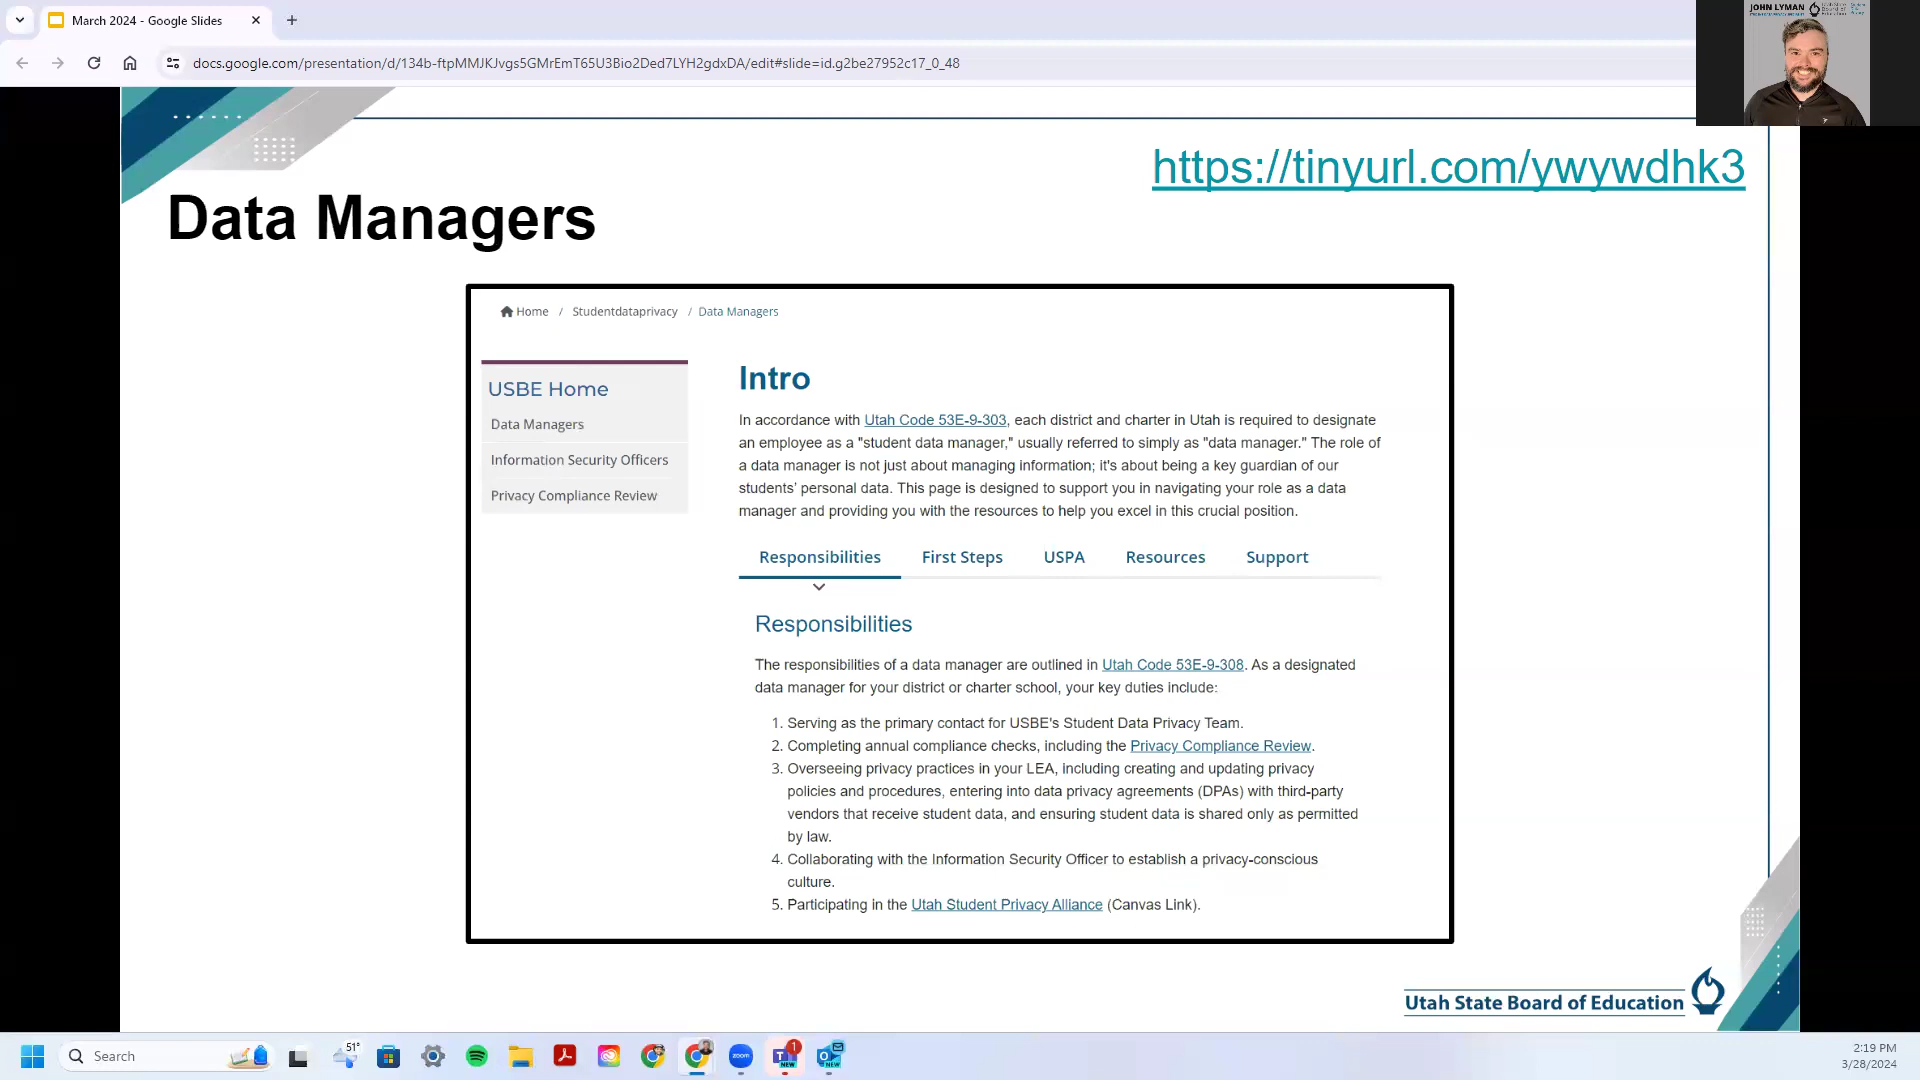 March 2024 - Google Slides
docs.google.com/presentation/d/134b-ftpMMJKJvgs5GMrEmT65U3Bio2Ded7LYH2gdxDA/edit#slide=id.g2be27952c17_0_48
JOHN LYMAN
https://tinyurl.com/ywywdhk3
Data Managers
Home / Studentdataprivacy / Data Managers
USBE Home
Data Managers
Information Security Officers
Privacy Compliance Review
Intro
In accordance with Utah Code 53E-9-303, each district and charter in Utah is required to designate
an employee as a "student data manager," usually referred to simply as "data manager." The role of
a data manager is not just about managing information; it's about being a key guardian of our
students' personal data. This page is designed to support you in navigating your role as a data
manager and providing you with the resources to help you excel in this crucial position.
Responsibilities First Steps USPA Resources Support
Responsibilities
The responsibilities of a data manager are outlined in Utah Code 53E-9-308. As a designated
data manager for your district or charter school, your key duties include:
1. Serving as the primary contact for USBE's Student Data Privacy Team.
2. Completing annual compliance checks, including the Privacy Compliance Review.
3. Overseeing privacy practices in your LEA, including creating and updating privacy
policies and procedures, entering into data privacy agreements (DPAs) with third-party
vendors that receive student data, and ensuring student data is shared only as permitted
by law.
4. Collaborating with the Information Security Officer to establish a privacy-conscious
culture.
5. Participating in the Utah Student Privacy Alliance (Canvas Link).
Utah State Board of Education
Search
51°
zoom
1
NEW
NEW
2:19 PM
3/28/2024